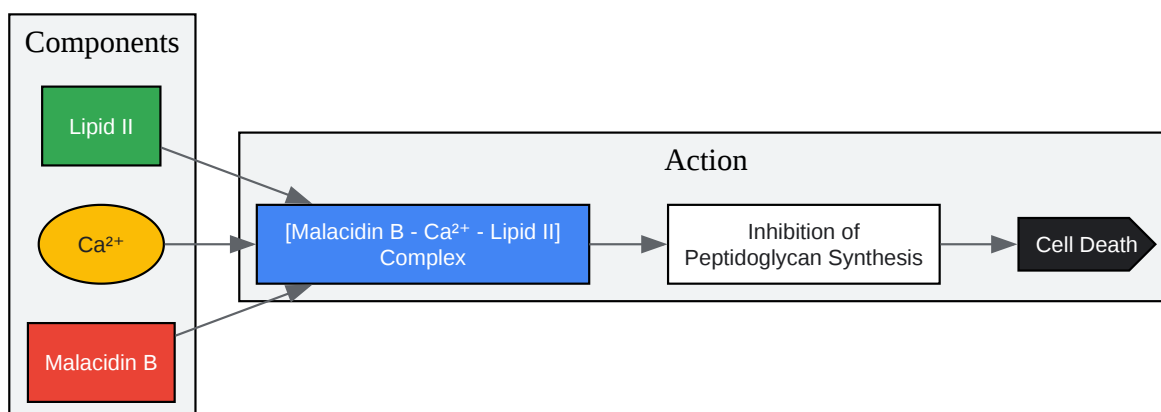 Components
Lipid II
Ca²⁺
Malacidin B
Action
[Malacidin B - Ca²⁺ - Lipid II]
Complex
Inhibition of
Peptidoglycan Synthesis
Cell Death